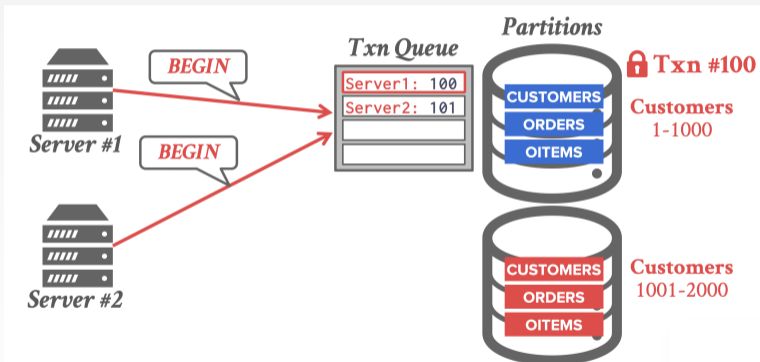 Partitions
Txn Queue
BEGIN
Server1: 100
Server2: 101
Server #1
BEGIN
Server #2
Txn #100
CUSTOMERS
ORDERS
OITEMS
Customers
1-1000
CUSTOMERS
ORDERS
OITEMS
Customers
1001-2000